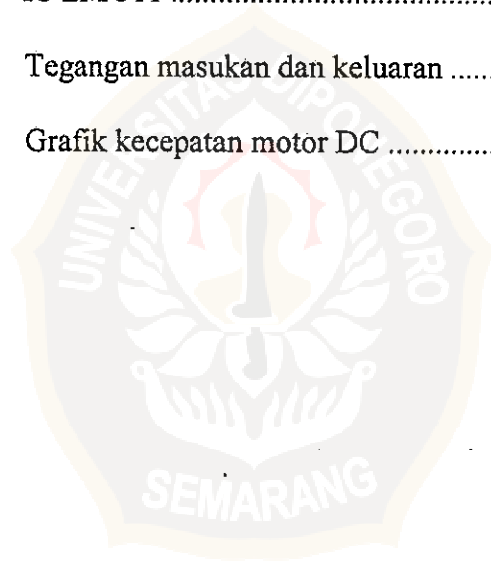 Tegangan masukan dan keluaran ......
Grafik kecepatan motor DC ..............
UNIVERSITAS DIPONEGORO
SEMARANG